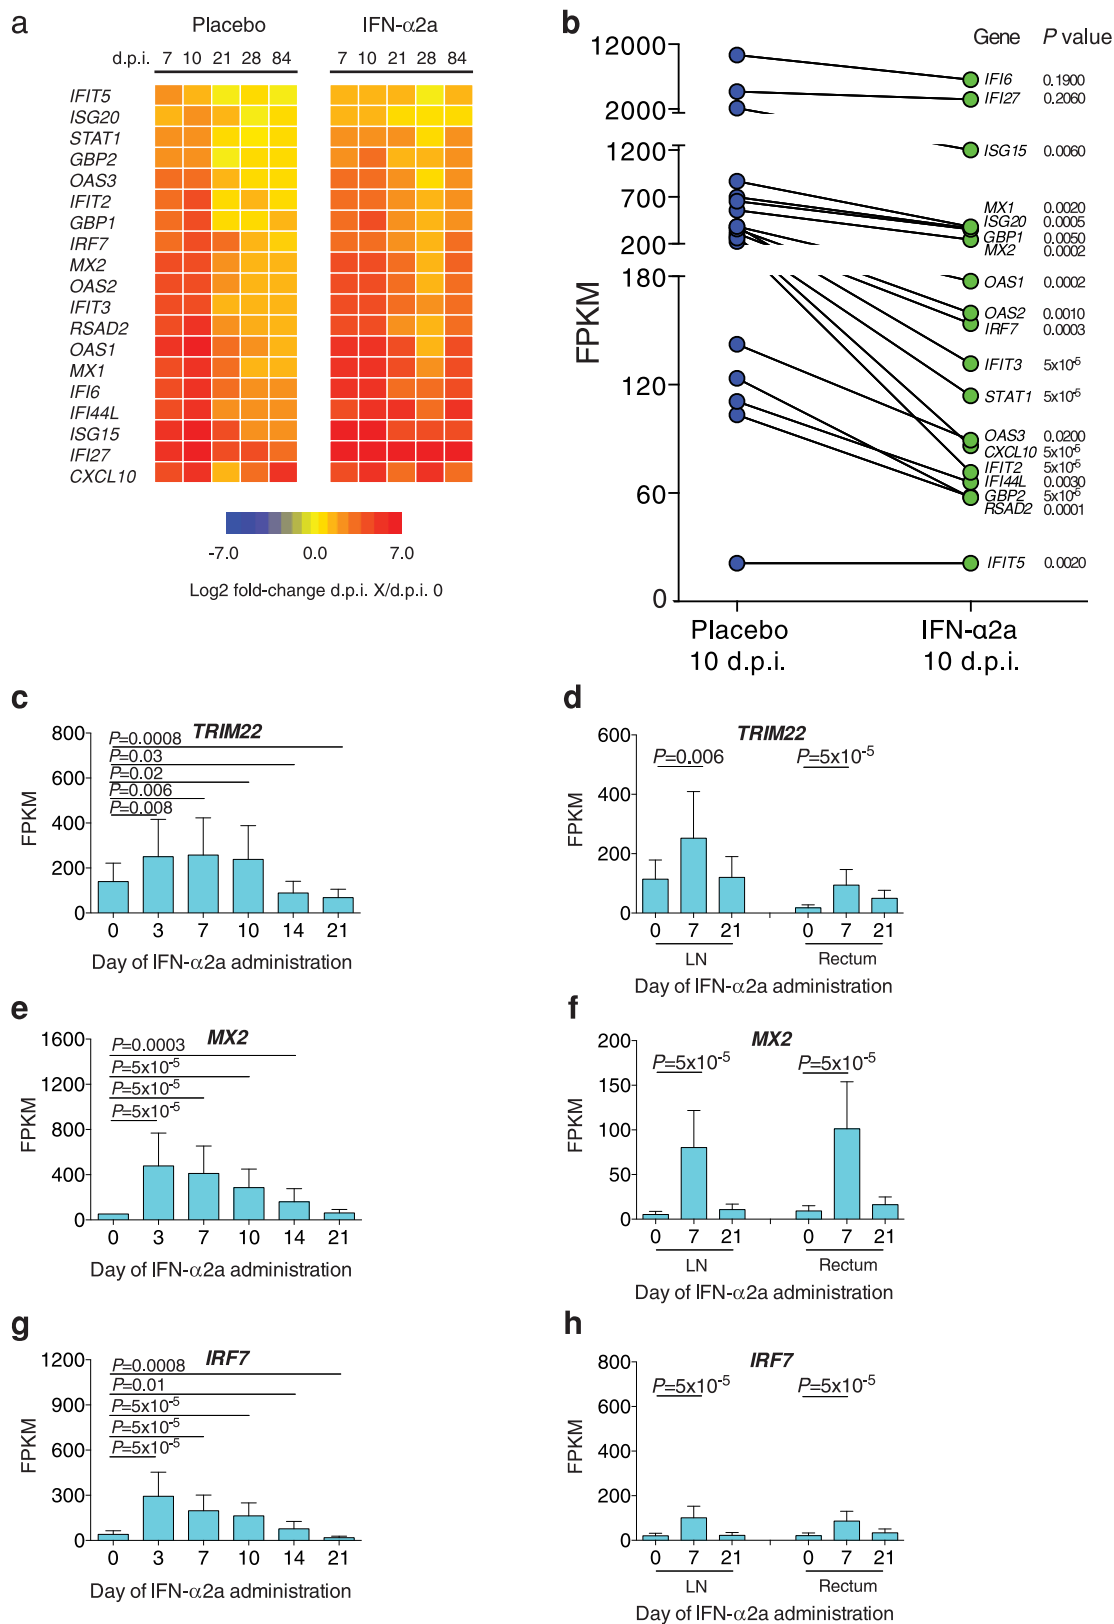 a
Placebo IFN-α2a
d.p.i. 7 10 21 28 84 7 10 21 28 84
IFIT5
ISG20
STAT1
GBP2
OAS3
IFIT2
GBP1
IRF7
MX2
OAS2
IFIT3
RSAD2
OAS1
MX1
IFI6
IFI44L
ISG15
IFI27
CXCL10
-7.0 0.0 7.0
Log2 fold-change d.p.i. X/d.p.i. 0
b
Gene P value
FPKM
12000
2000
1200
700
200
180
120
60
0
IFI6 0.1900
IFI27 0.2060
ISG15 0.0060
MX1 0.0020
ISG20 0.0005
GBP1 0.0050
MX2 0.0002
OAS1 0.0002
OAS2 0.0010
IRF7 0.0003
IFIT3 5x10-5
STAT1 5x10-5
OAS3 0.0200
CXCL10 5x10-5
IFIT2 5x10-5
IFI44L 0.0030
GBP2 5x10-5
RSAD2 0.0001
IFIT5 0.0020
Placebo IFN-α2a
10 d.p.i. 10 d.p.i.
c
TRIM22
FPKM
800
600
400
200
0
P=0.0008
P=0.03
P=0.02
P=0.006
P=0.008
0 3 7 10 14 21
Day of IFN-α2a administration
d
TRIM22
FPKM
600
400
200
0
P=0.006 P=5x10-5
0 7 21 0 7 21
LN Rectum
Day of IFN-α2a administration
e
MX2
FPKM
1600
1200
800
400
0
P=0.0003
P=5x10-5
P=5x10-5
P=5x10-5
0 3 7 10 14 21
Day of IFN-α2a administration
f
MX2
FPKM
200
150
100
50
0
P=5x10-5 P=5x10-5
0 7 21 0 7 21
LN Rectum
Day of IFN-α2a administration
g
IRF7
FPKM
1200
900
600
300
0
P=0.0008
P=0.01
P=5x10-5
P=5x10-5
P=5x10-5
0 3 7 10 14 21
Day of IFN-α2a administration
h
IRF7
FPKM
800
600
400
200
0
P=5x10-5 P=5x10-5
0 7 21 0 7 21
LN Rectum
Day of IFN-α2a administration